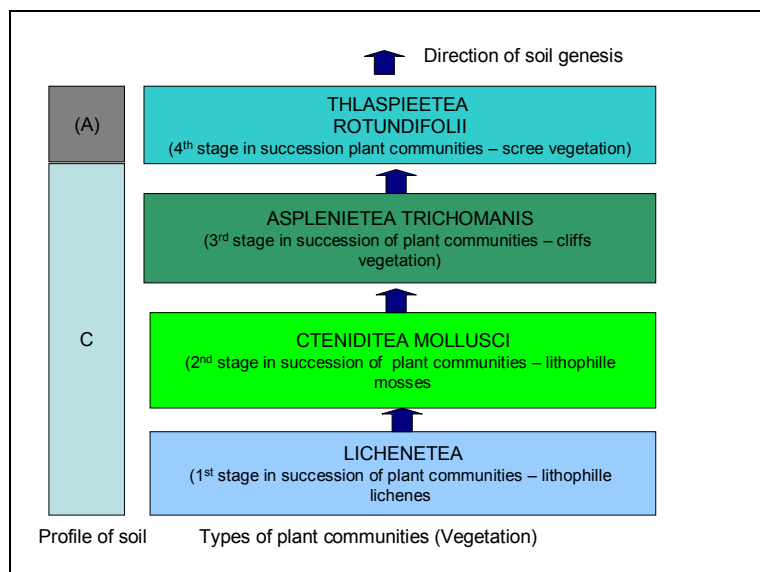 Direction of soil genesis
(A)
THLASPIEETEA
ROTUNDIFOLII
(4th stage in succession plant communities – scree vegetation)
ASPLENIETEA TRICHOMANIS
(3rd stage in succession of plant communities – cliffs
vegetation)
C
CTENIDITEA MOLLUSCI
(2nd stage in succession of plant communities – lithophille
mosses
LICHENETEA
(1st stage in succession of plant communities – lithophille
lichenes
Profile of soil
Types of plant communities (Vegetation)